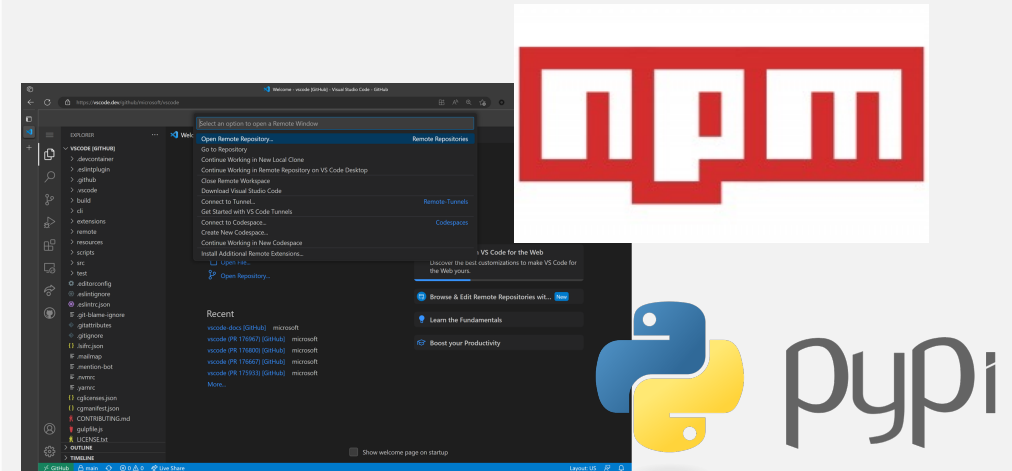 npm
Welcome - vscode [GitHub] - Visual Studio Code - GitHub
https://vscode.dev/github/microsoft/vscode
Select an option to open a Remote Window
Open Remote Repository... Remote Repositories
Go to Repository
Continue Working in New Local Clone
Continue Working in Remote Repository on VS Code Desktop
Close Remote Workspace
Download Visual Studio Code
Connect to Tunnel... Remote-Tunnels
Get Started with VS Code Tunnels
Connect to Codespace... Codespaces
Create New Codespace...
Continue Working in New Codespace
Install Additional Remote Extensions...
EXPLORER
VSCODE [GITHUB]
.devcontainer
.eslintplugin
.github
.vscode
build
cli
extensions
remote
resources
scripts
src
test
.editorconfig
.eslintignore
.eslintrc.json
.git-blame-ignore
.gitattributes
.gitignore
.lsifrc.json
.mailmap
.mention-bot
.nvmrc
.yarnrc
cglicenses.json
cgmanifest.json
CONTRIBUTING.md
gulpfile.js
LICENSE.txt
OUTLINE
TIMELINE
Welc
Open File...
Open Repository...
Recent
vscode-docs [GitHub] microsoft
vscode (PR 176967) [GitHub] microsoft
vscode (PR 176800) [GitHub] microsoft
vscode (PR 176667) [GitHub] microsoft
vscode (PR 175933) [GitHub] microsoft
More...
VS Code for the Web
Discover the best customizations to make VS Code for
the Web yours.
Browse & Edit Remote Repositories wit... New
Learn the Fundamentals
Boost your Productivity
Show welcome page on startup
GitHub main 0 0 Live Share
Layout: US
pypi